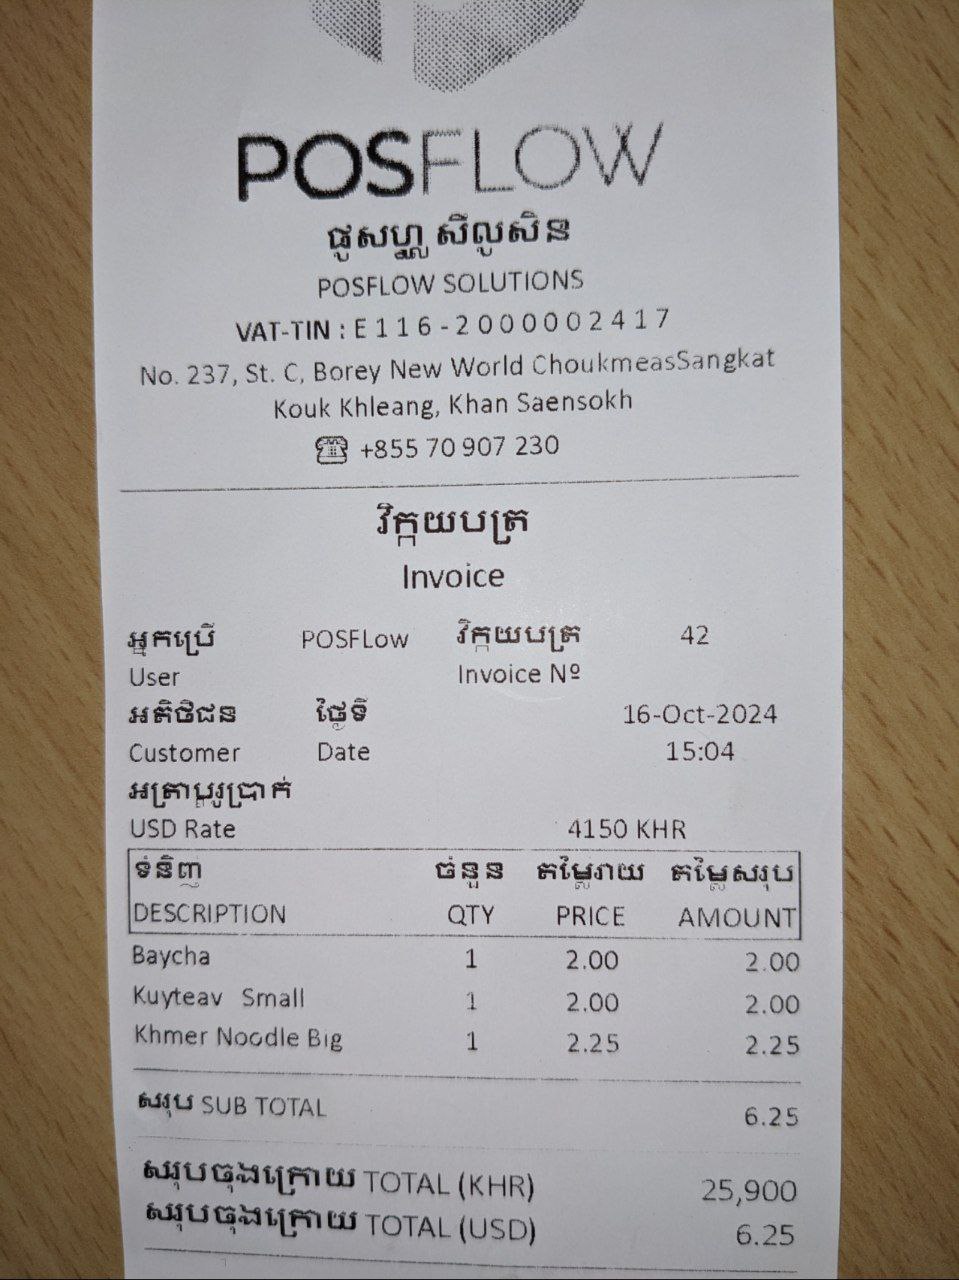 POSFLOW
ផូសហ្វ្លូ សឺលូសិន
POSFLOW SOLUTIONS
VAT-TIN : E116-2000002417
No. 237, St. C, Borey New World ChoukmeasSangkat
Kouk Khleang, Khan Saensokh
☎ +855 70 907 230
វិក្កយបត្រ
Invoice
អ្នកប្រើ POSFLow វិក្កយបត្រ 42
User Invoice Nº
អតិថិជន ថ្ងៃទី 16-Oct-2024
Customer Date 15:04
អត្រាប្តូរប្រាក់
USD Rate 4150 KHR
ទំនិញ ចំនួន តម្លៃរាយ តម្លៃសរុប
DESCRIPTION QTY PRICE AMOUNT
Baycha 1 2.00 2.00
Kuyteav Small 1 2.00 2.00
Khmer Noodle Big 1 2.25 2.25
សរុប SUB TOTAL 6.25
សរុបចុងក្រោយ TOTAL (KHR) 25,900
សរុបចុងក្រោយ TOTAL (USD) 6.25